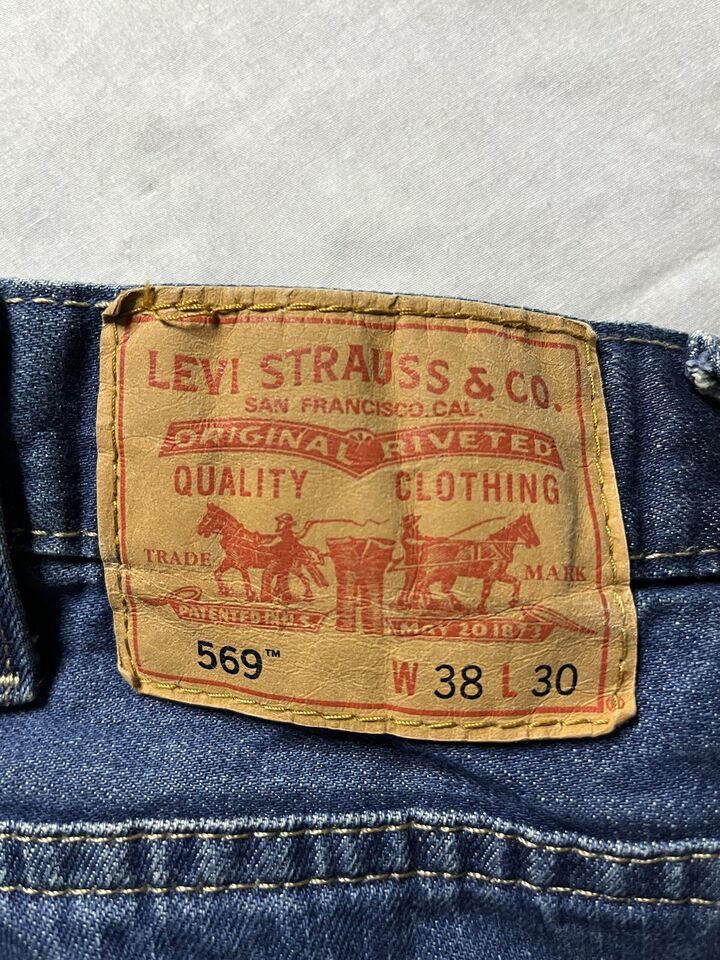 LEVI STRAUSS & CO.
SAN FRANCISCO, CAL.
ORIGINAL RIVETED
QUALITY CLOTHING
TRADE MARK
PATENTED IN U.S. MAY 20 1873
569™ W 38 L 30
®